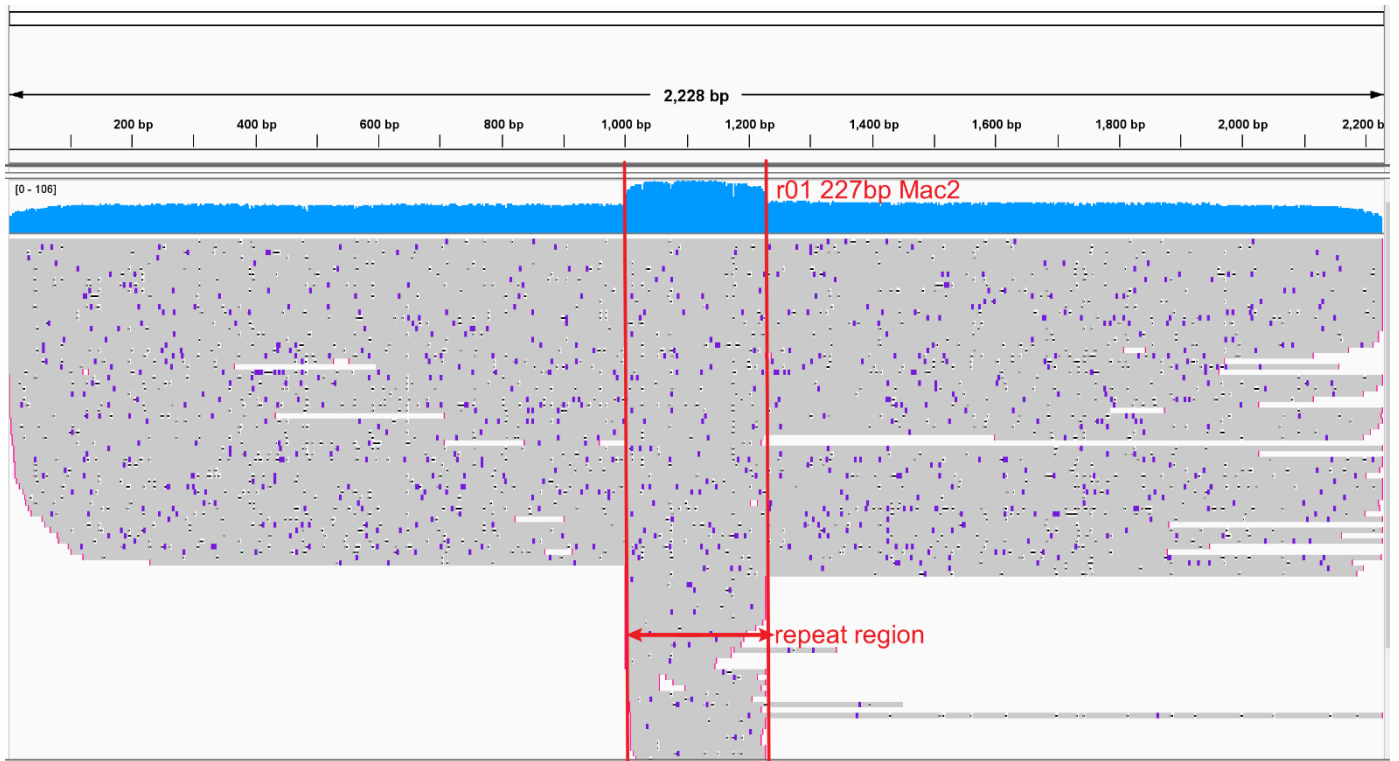 2,228 bp
200 bp 400 bp 600 bp 800 bp 1,000 bp 1,200 bp 1,400 bp 1,600 bp 1,800 bp 2,000 bp 2,200 b
[0 - 106]
r01 227bp Mac2
repeat region